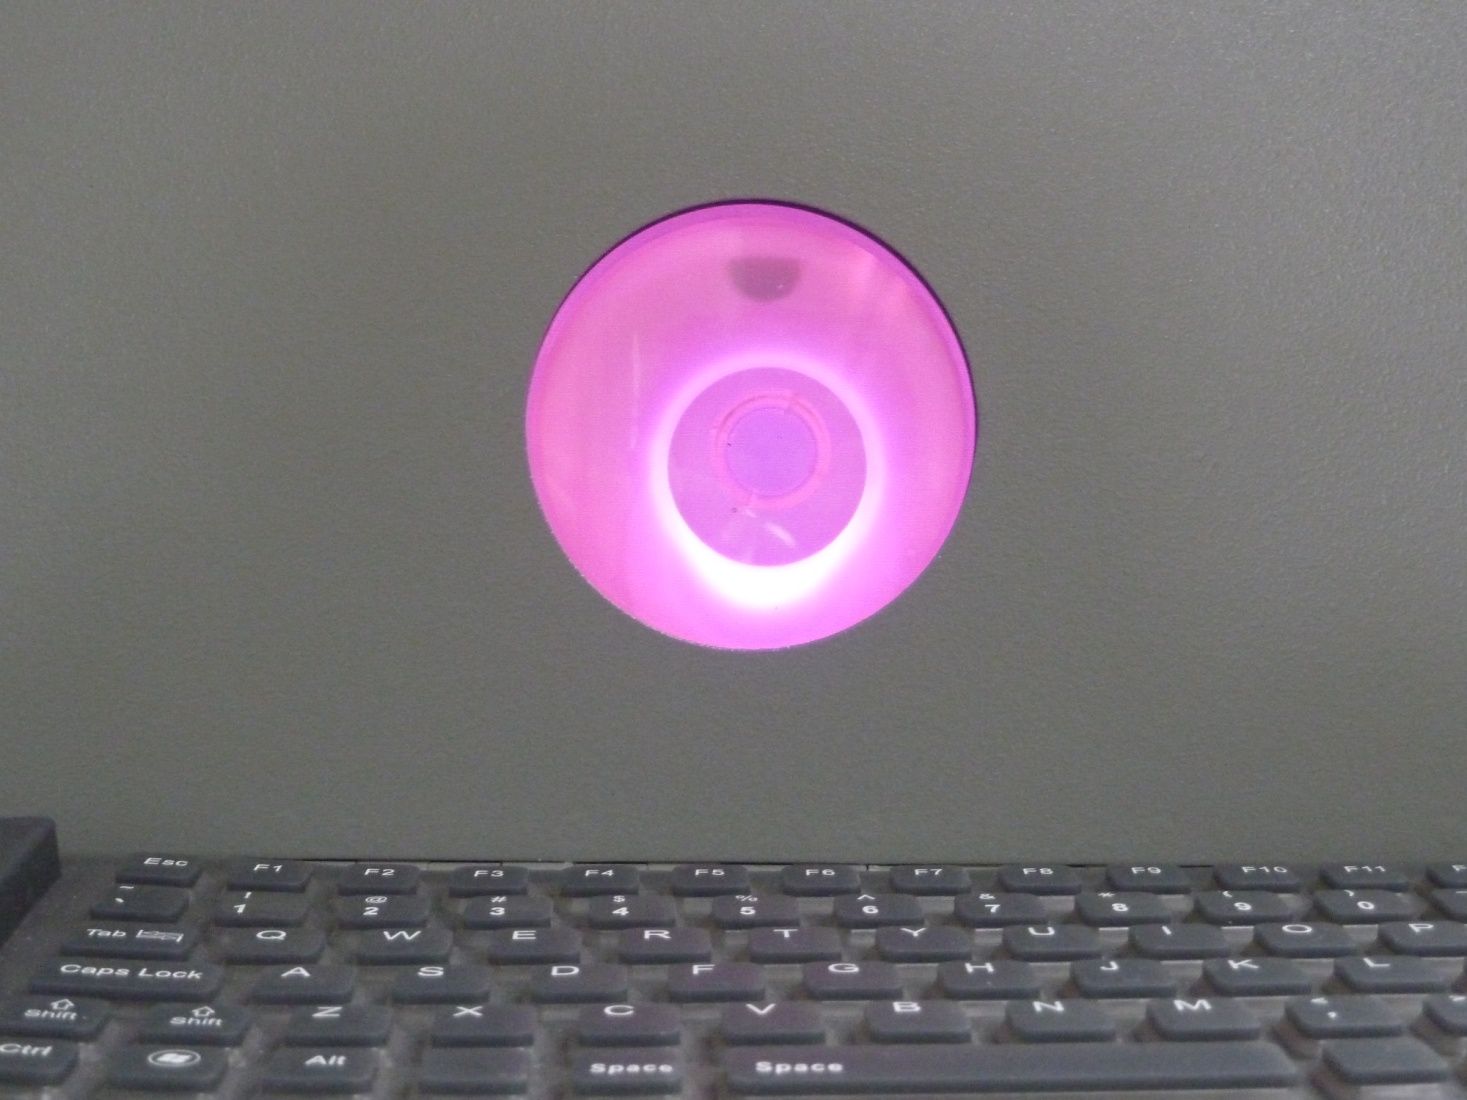 Esc F1 F2 F3 F4 F5 F6 F7 F8 F9 F10 F11
~ ! @ # $ % ^ & * ( )
` 1 2 3 4 5 6 7 8 9 0
Tab Q W E R T Y U I O P
Caps Lock A S D F G H J K L
Shift Shift Z X C V B N M
Ctrl Alt Space Space